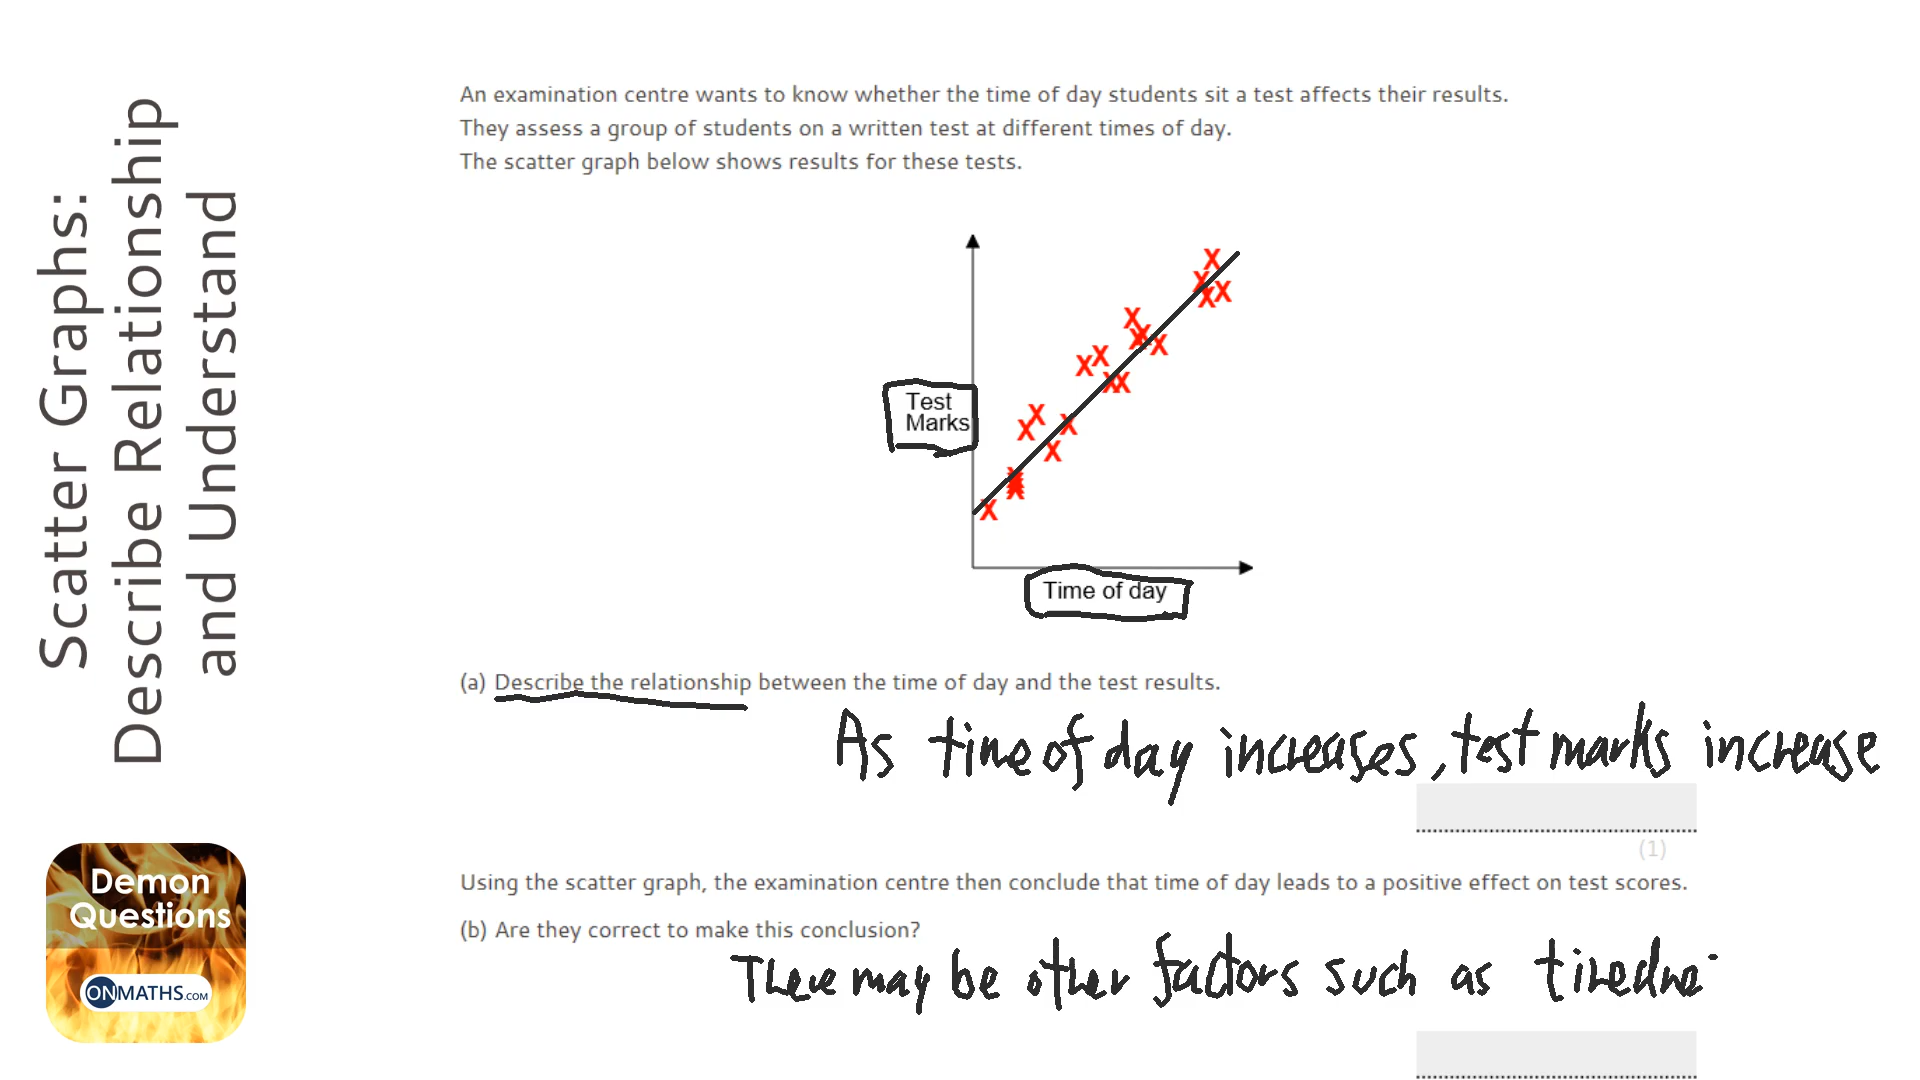 Scatter Graphs:
Describe Relationship
and Understand
An examination centre wants to know whether the time of day students sit a test affects their results.
They assess a group of students on a written test at different times of day.
The scatter graph below shows results for these tests.
Test
Marks
Time of day
(a) Describe the relationship between the time of day and the test results.
As time of day increases, test marks increase
(1)
Using the scatter graph, the examination centre then conclude that time of day leads to a positive effect on test scores.
(b) Are they correct to make this conclusion?
There may be other factors such as tiredne
Demon
Questions
ONMATHS.COM